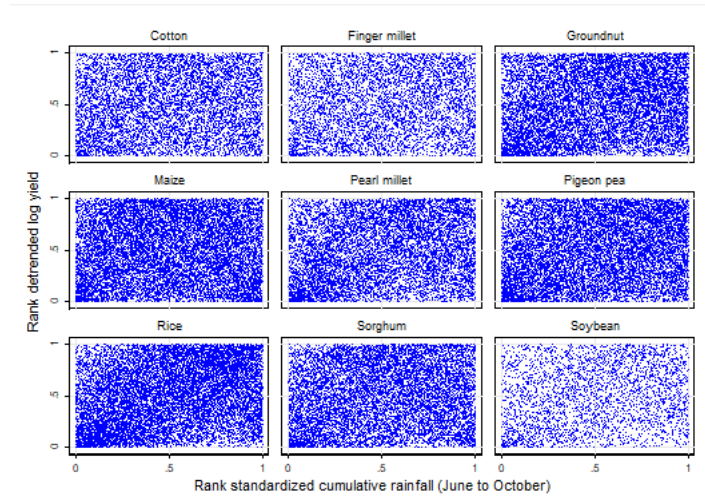 Cotton Finger millet Groundnut
1
.5
0
Maize Pearl millet Pigeon pea
1
.5
0
Rice Sorghum Soybean
1
.5
0
0 .5 1 0 .5 1 0 .5 1
Rank detrended log yield
Rank standardized cumulative rainfall (June to October)